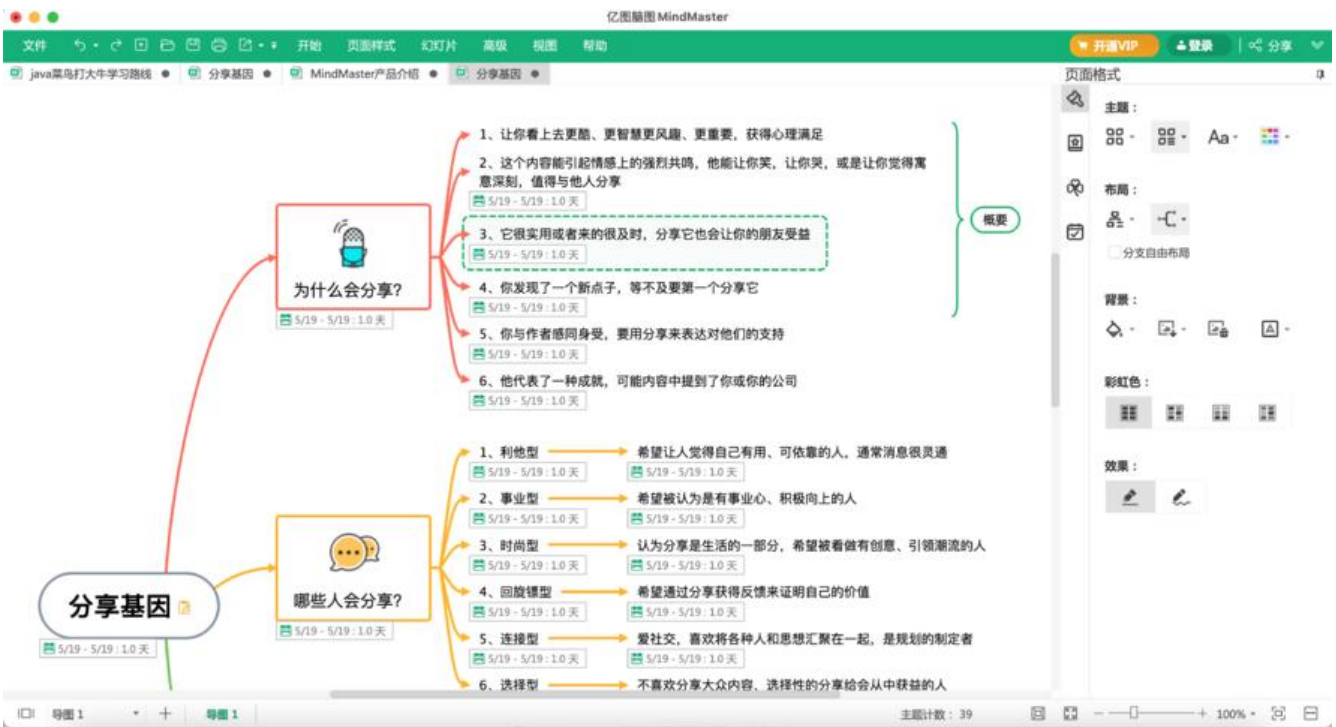 亿图脑图MindMaster
文件 开始 页面样式 幻灯片 高级 视图 帮助 开通VIP 登录 分享
java菜鸟打大牛学习路线 分享基因 MindMaster产品介绍 分享基因 页面格式
主题：
Aa
布局：
分支自由布局
背景：
A
彩虹色：
效果：
1、让你看上去更酷、更智慧更风趣、更重要，获得心理满足
2、这个内容能引起情感上的强烈共鸣，他能让你笑，让你哭，或是让你觉得寓
意深刻，值得与他人分享
5/19 - 5/19 : 1.0 天
3、它很实用或者来的很及时，分享它也会让你的朋友受益
5/19 - 5/19 : 1.0 天
概要
4、你发现了一个新点子，等不及要第一个分享它
5/19 - 5/19 : 1.0 天
5、你与作者感同身受，要用分享来表达对他们的支持
5/19 - 5/19 : 1.0 天
6、他代表了一种成就，可能内容中提到了你或你的公司
5/19 - 5/19 : 1.0 天
为什么会分享?
5/19 - 5/19 : 1.0 天
1、利他型 希望让人觉得自己有用、可依靠的人，通常消息很灵通
5/19 - 5/19 : 1.0 天 5/19 - 5/19 : 1.0 天
2、事业型 希望被认为是有事业心、积极向上的人
5/19 - 5/19 : 1.0 天 5/19 - 5/19 : 1.0 天
3、时尚型 认为分享是生活的一部分，希望被看做有创意、引领潮流的人
5/19 - 5/19 : 1.0 天 5/19 - 5/19 : 1.0 天
4、回旋镖型 希望通过分享获得反馈来证明自己的价值
5/19 - 5/19 : 1.0 天 5/19 - 5/19 : 1.0 天
5、连接型 爱社交，喜欢将各种人和思想汇聚在一起，是规划的制定者
5/19 - 5/19 : 1.0 天 5/19 - 5/19 : 1.0 天
6、选择型 不喜欢分享大众内容，选择性的分享给会从中获益的人
哪些人会分享?
5/19 - 5/19 : 1.0 天
分享基因
5/19 - 5/19 : 1.0 天
导图 1 导图 1 主题计数：39 100%